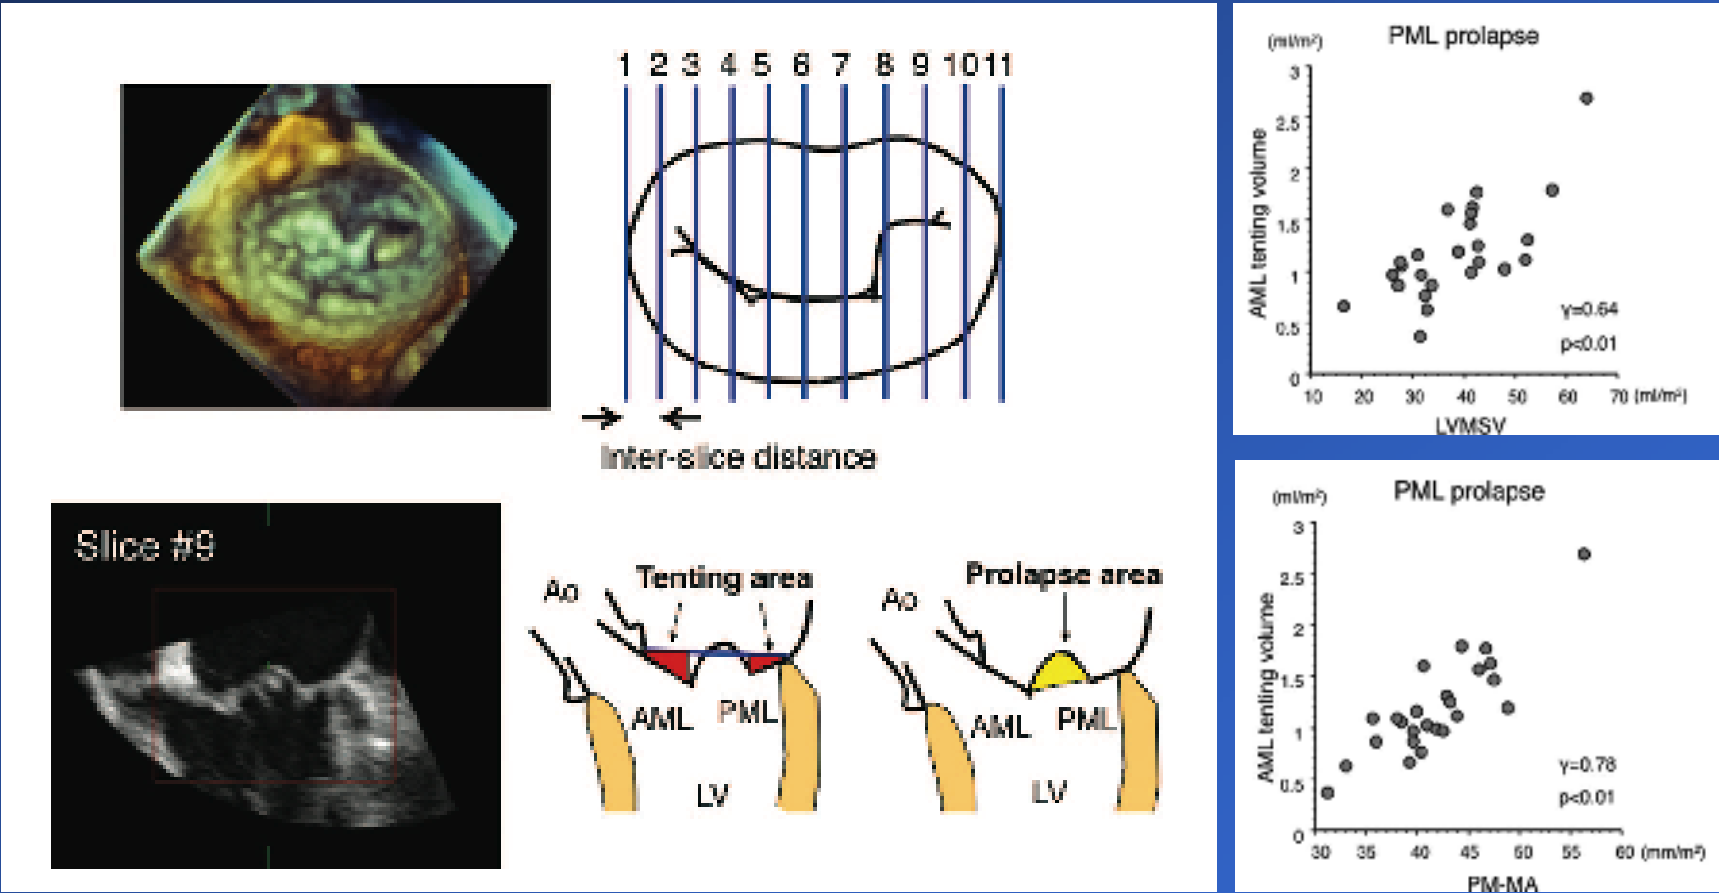 1 2 3 4 5 6 7 8 9 10 11
Inter-slice distance
Slice #9
Ao
Tenting area
AML
PML
LV
Ao
Prolapse area
AML
PML
LV
(ml/m²)
PML prolapse
AML tenting volume
3
2.5
2
1.5
1
0.5
0
γ=0.64
p<0.01
10 20 30 40 50 60 70 (ml/m²)
LVMSV
(ml/m²)
PML prolapse
AML tenting volume
3
2.5
2
1.5
1
0.5
0
γ=0.78
p<0.01
30 35 40 45 50 55 60 (mm/m²)
PM-MA